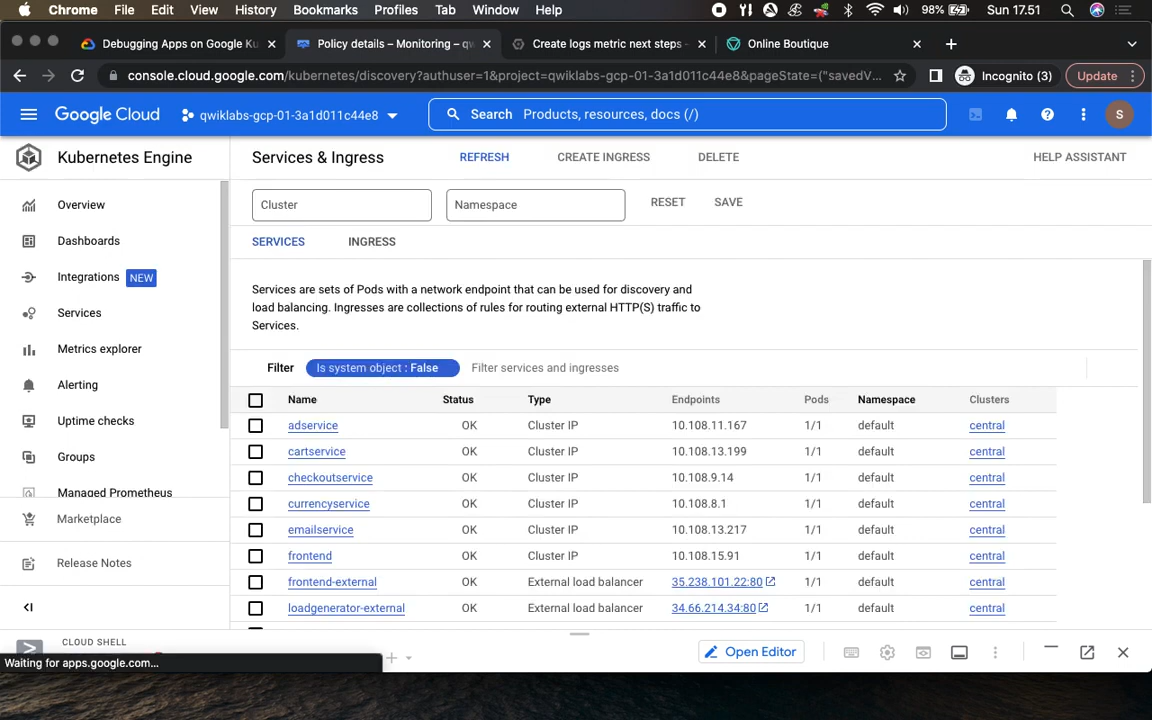 Chrome File Edit View History Bookmarks Profiles Tab Window Help 98% Sun 17.51
Debugging Apps on Google Ku Policy details – Monitoring – qw Create logs metric next steps - Online Boutique
console.cloud.google.com/kubernetes/discovery?authuser=1&project=qwiklabs-gcp-01-3a1d011c44e8&pageState=("savedV... Incognito (3) Update
Google Cloud qwiklabs-gcp-01-3a1d011c44e8 Search Products, resources, docs (/) S
Kubernetes Engine Services & Ingress REFRESH CREATE INGRESS DELETE HELP ASSISTANT
Overview
Dashboards
Integrations NEW
Services
Metrics explorer
Alerting
Uptime checks
Groups
Managed Prometheus
Marketplace
Release Notes
Cluster Namespace RESET SAVE
SERVICES INGRESS
Services are sets of Pods with a network endpoint that can be used for discovery and
load balancing. Ingresses are collections of rules for routing external HTTP(S) traffic to
Services.
Filter Is system object : False Filter services and ingresses
Name Status Type Endpoints Pods Namespace Clusters
adservice OK Cluster IP 10.108.11.167 1/1 default central
cartservice OK Cluster IP 10.108.13.199 1/1 default central
checkoutservice OK Cluster IP 10.108.9.14 1/1 default central
currencyservice OK Cluster IP 10.108.8.1 1/1 default central
emailservice OK Cluster IP 10.108.13.217 1/1 default central
frontend OK Cluster IP 10.108.15.91 1/1 default central
frontend-external OK External load balancer 35.238.101.22:80 1/1 default central
loadgenerator-external OK External load balancer 34.66.214.34:80 1/1 default central
CLOUD SHELL
Open Editor
Waiting for apps.google.com...